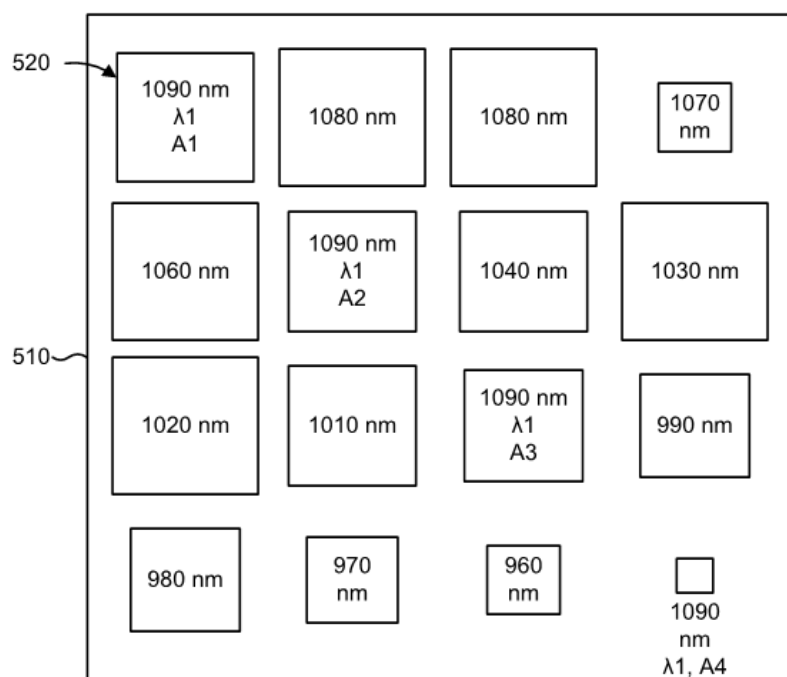 520
1090 nm
λ1
A1
1080 nm
1080 nm
1070
nm
1060 nm
1090 nm
λ1
A2
1040 nm
1030 nm
510
1020 nm
1010 nm
1090 nm
λ1
A3
990 nm
980 nm
970
nm
960
nm
1090
nm
λ1, A4